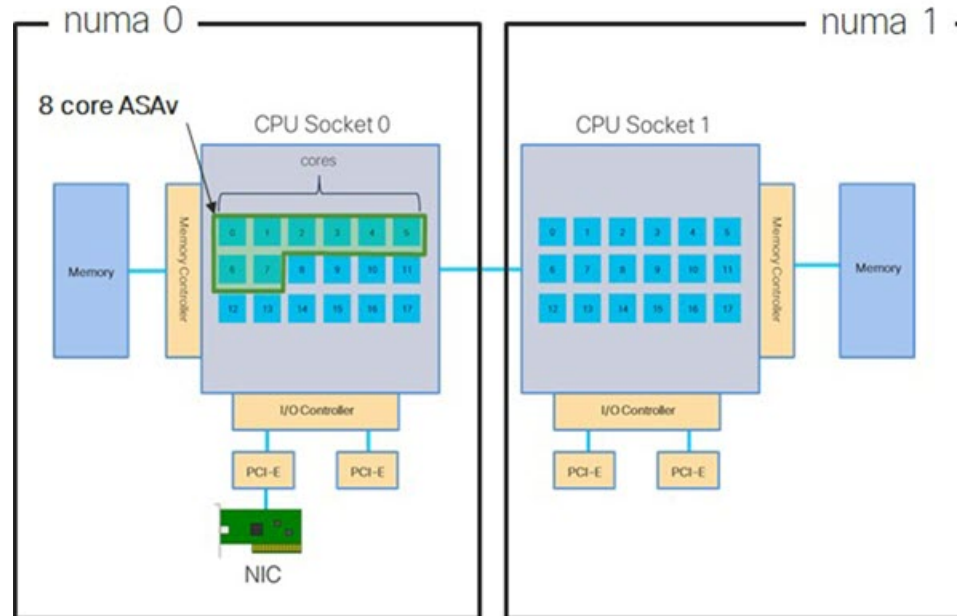 numa 0
numa 1
8 core ASAv
CPU Socket 0
CPU Socket 1
cores
Memory
Memory Controller
0 1 2 3 4 5
6 7 8 9 10 11
12 13 14 15 16 17
0 1 2 3 4 5
6 7 8 9 10 11
12 13 14 15 16 17
Memory Controller
Memory
I/O Controller
I/O Controller
PCI-E
PCI-E
PCI-E
PCI-E
NIC